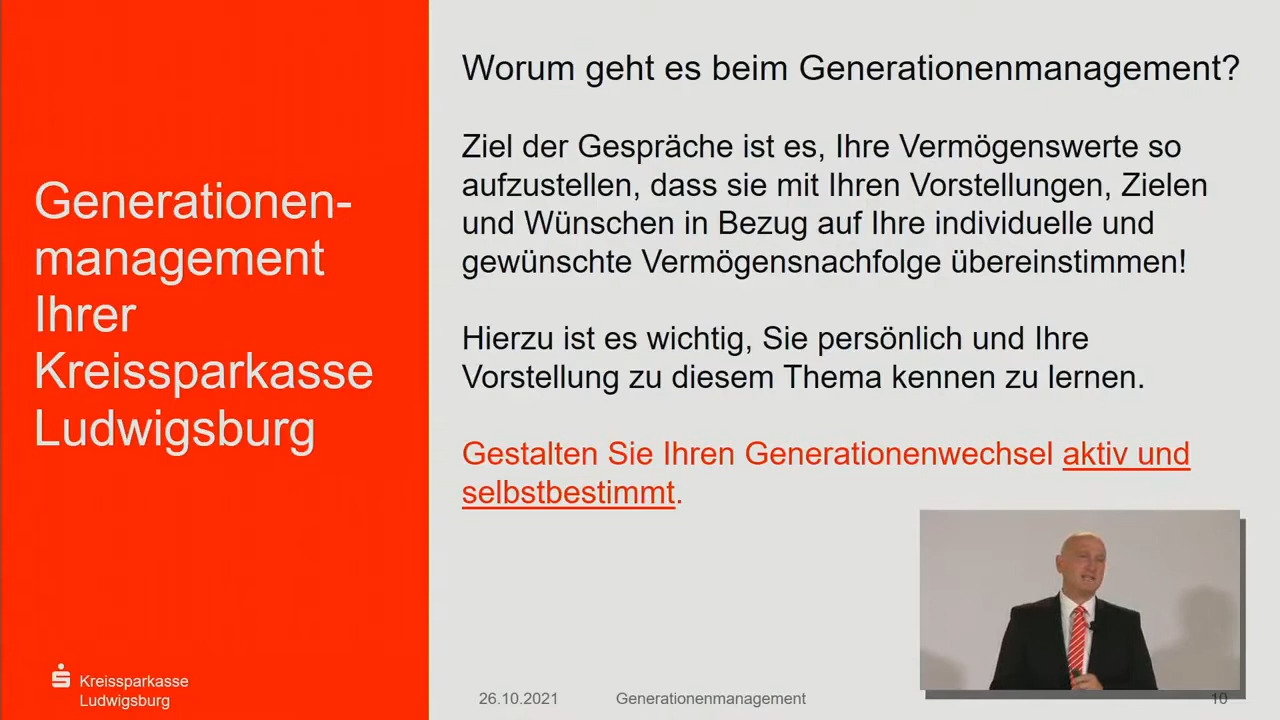 Generationen-
management
Ihrer
Kreissparkasse
Ludwigsburg
Worum geht es beim Generationenmanagement?
Ziel der Gespräche ist es, Ihre Vermögenswerte so
aufzustellen, dass sie mit Ihren Vorstellungen, Zielen
und Wünschen in Bezug auf Ihre individuelle und
gewünschte Vermögensnachfolge übereinstimmen!
Hierzu ist es wichtig, Sie persönlich und Ihre
Vorstellung zu diesem Thema kennen zu lernen.
Gestalten Sie Ihren Generationenwechsel aktiv und
selbstbestimmt.
Kreissparkasse
Ludwigsburg
26.10.2021 Generationenmanagement 10